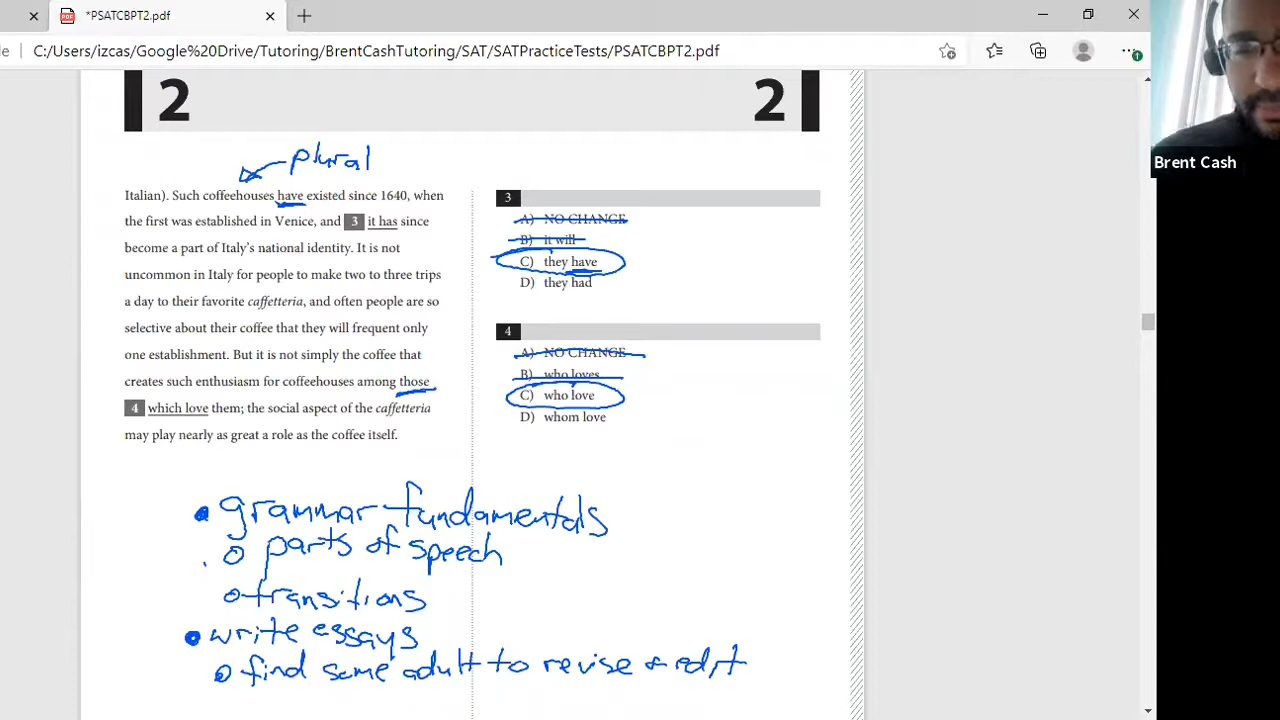 *PSATCBPT2.pdf
C:/Users/izcas/Google%20Drive/Tutoring/BrentCashTutoring/SAT/SATPracticeTests/PSATCBPT2.pdf
2 2
plural
Italian). Such coffeehouses have existed since 1640, when
the first was established in Venice, and 3 it has since
become a part of Italy's national identity. It is not
uncommon in Italy for people to make two to three trips
a day to their favorite caffetteria, and often people are so
selective about their coffee that they will frequent only
one establishment. But it is not simply the coffee that
creates such enthusiasm for coffeehouses among those
4 which love them; the social aspect of the caffetteria
may play nearly as great a role as the coffee itself.
3
A) NO CHANGE
B) it will
C) they have
D) they had
4
A) NO CHANGE
B) who loves
C) who love
D) whom love
grammar fundamentals
parts of speech
transitions
write essays
find some adult to revise & edit
Brent Cash